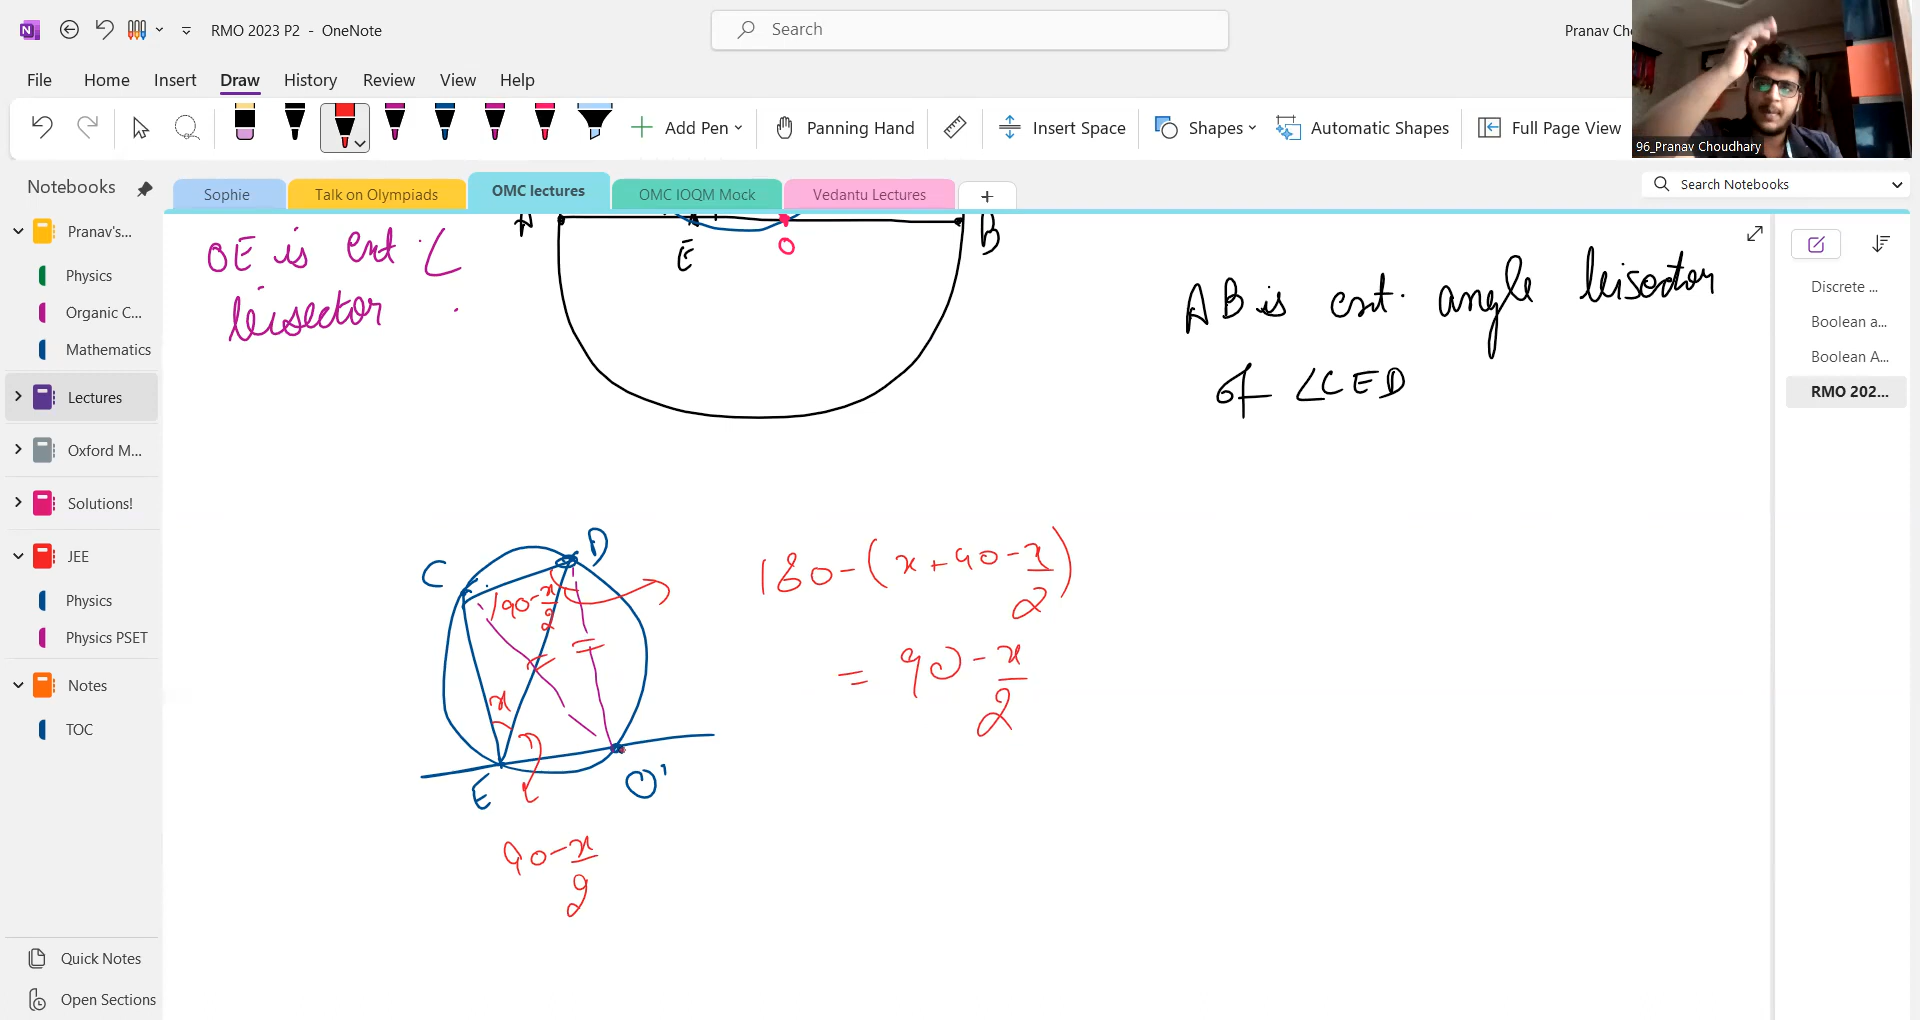 RMO 2023 P2 - OneNote
Search
Pranav Cho
File Home Insert Draw History Review View Help
Add Pen
Panning Hand
Insert Space
Shapes
Automatic Shapes
Full Page View
96_Pranav Choudhary
Notebooks
Sophie
Talk on Olympiads
OMC lectures
OMC IOQM Mock
Vedantu Lectures
+
Search Notebooks
Pranav's...
Physics
Organic C...
Mathematics
Lectures
Oxford M...
Solutions!
JEE
Physics
Physics PSET
Notes
TOC
Quick Notes
Open Sections
Discrete ...
Boolean a...
Boolean A...
RMO 202...
OE is ext ∠
bisector
A
E
O
B
AB is ext. angle bisector
of ∠CED
C
D
90-x/2
x
E
O'
90-x/2
180-(x+90-x/2)
= 90-x/2